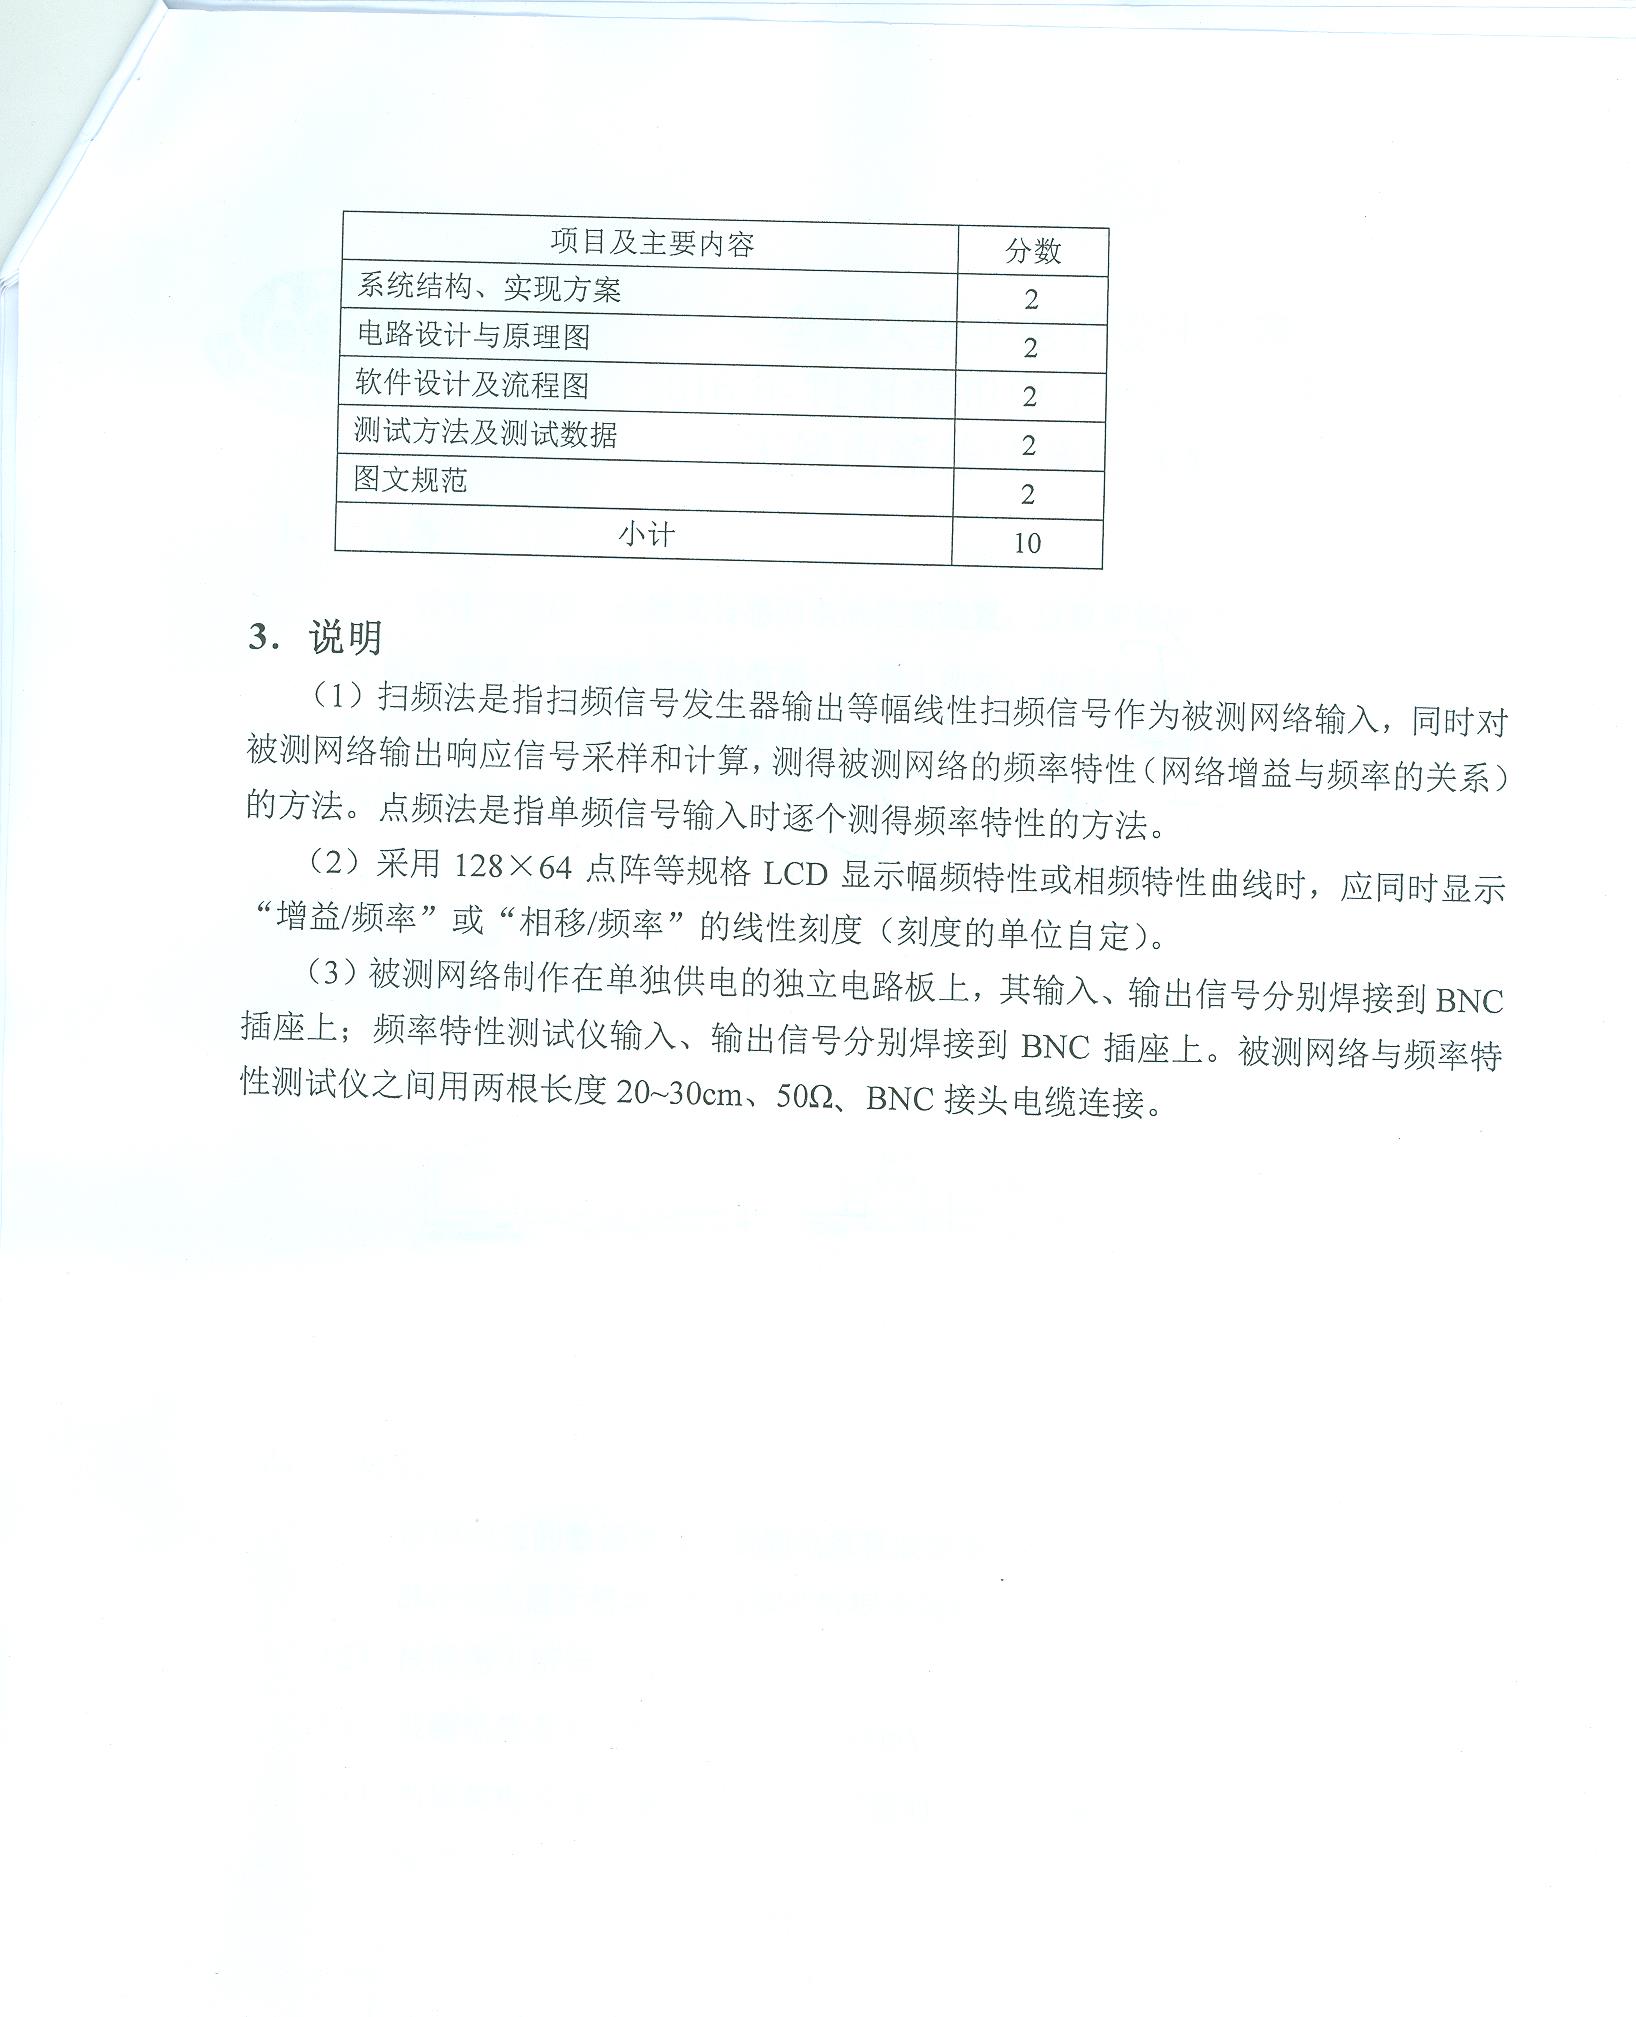 项目及主要内容 分数
系统结构、实现方案 2
电路设计与原理图 2
软件设计及流程图 2
测试方法及测试数据 2
图文规范 2
小计 10
3. 说明
（1）扫频法是指扫频信号发生器输出等幅线性扫频信号作为被测网络输入，同时对
被测网络输出响应信号采样和计算，测得被测网络的频率特性（网络增益与频率的关系）
的方法。点频法是指单频信号输入时逐个测得频率特性的方法。
（2）采用 128×64 点阵等规格 LCD 显示幅频特性或相频特性曲线时，应同时显示
“增益/频率”或“相移/频率”的线性刻度（刻度的单位自定）。
（3）被测网络制作在单独供电的独立电路板上，其输入、输出信号分别焊接到 BNC
插座上；频率特性测试仪输入、输出信号分别焊接到 BNC 插座上。被测网络与频率特
性测试仪之间用两根长度 20~30cm、50Ω、BNC 接头电缆连接。